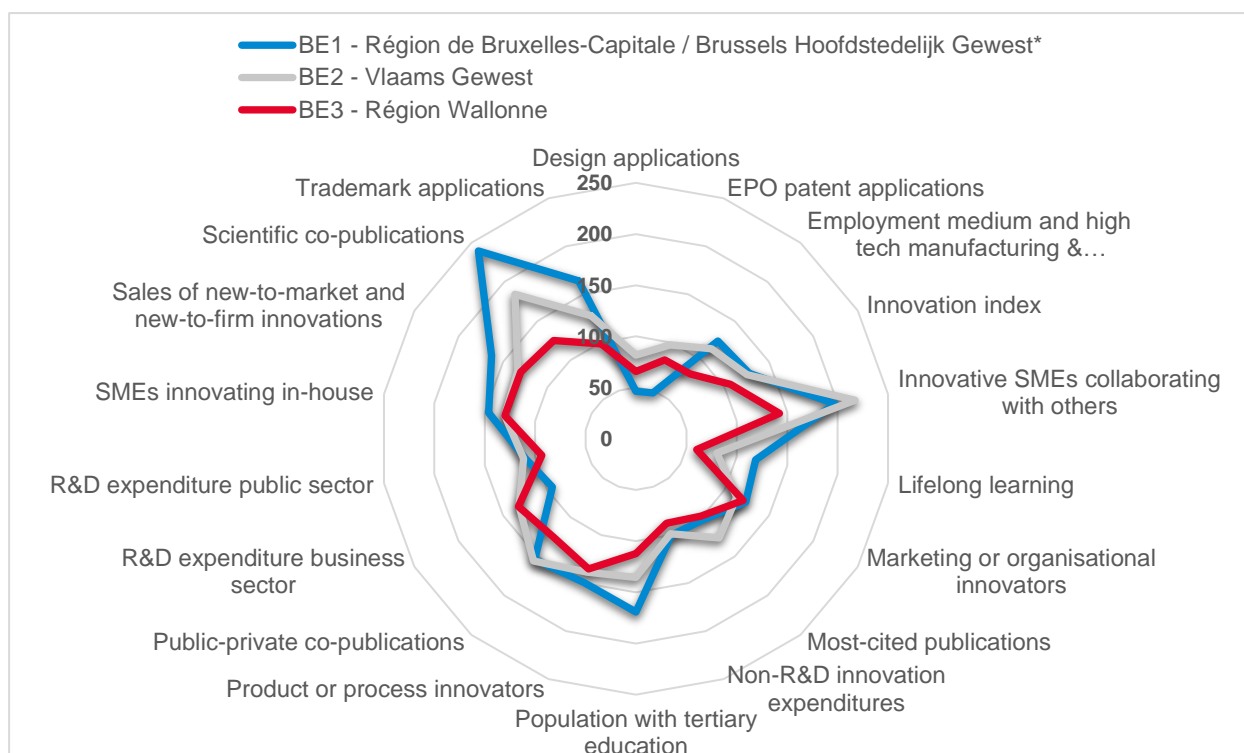 BE1 - Région de Bruxelles-Capitale / Brussels Hoofdstedelijk Gewest*
BE2 - Vlaams Gewest
BE3 - Région Wallonne
Design applications
EPO patent applications
Employment medium and high
tech manufacturing &…
Innovation index
Innovative SMEs collaborating
with others
Lifelong learning
Marketing or organisational
innovators
Most-cited publications
Non-R&D innovation
expenditures
Population with tertiary
education
Product or process innovators
Public-private co-publications
R&D expenditure business
sector
R&D expenditure public sector
SMEs innovating in-house
Sales of new-to-market and
new-to-firm innovations
Scientific co-publications
Trademark applications
250
200
150
100
50
0